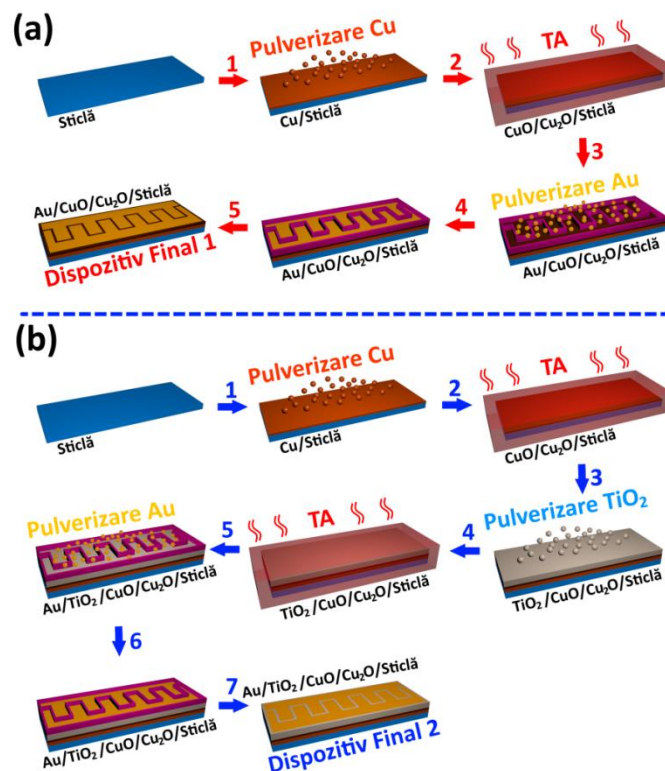 (a)
Sticlă
1
Pulverizare Cu
Cu/Sticlă
2
TA
CuO/Cu₂O/Sticlă
3
Pulverizare Au
Au/CuO/Cu₂O/Sticlă
4
Au/CuO/Cu₂O/Sticlă
5
Au/CuO/Cu₂O/Sticlă
Dispozitiv Final 1
(b)
Sticlă
1
Pulverizare Cu
Cu/Sticlă
2
TA
CuO/Cu₂O/Sticlă
3
Pulverizare TiO₂
TiO₂/CuO/Cu₂O/Sticlă
4
TA
TiO₂/CuO/Cu₂O/Sticlă
5
Pulverizare Au
Au/TiO₂/CuO/Cu₂O/Sticlă
6
Au/TiO₂/CuO/Cu₂O/Sticlă
7
Au/TiO₂/CuO/Cu₂O/Sticlă
Dispozitiv Final 2